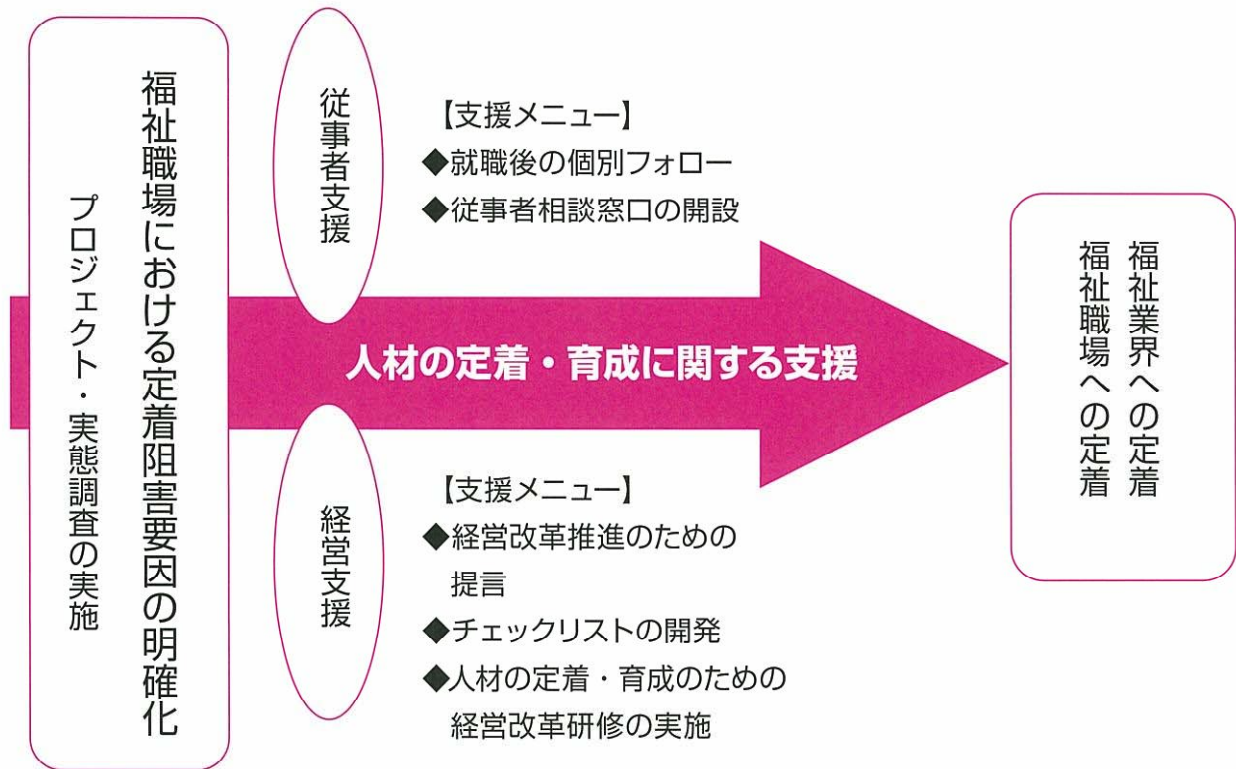 福祉職場における定着阻害要因の明確化
プロジェクト・実態調査の実施
従事者支援
【支援メニュー】
◆就職後の個別フォロー
◆従事者相談窓口の開設
人材の定着・育成に関する支援
経営支援
【支援メニュー】
◆経営改革推進のための
提言
◆チェックリストの開発
◆人材の定着・育成のための
経営改革研修の実施
福祉業界への定着
福祉職場への定着